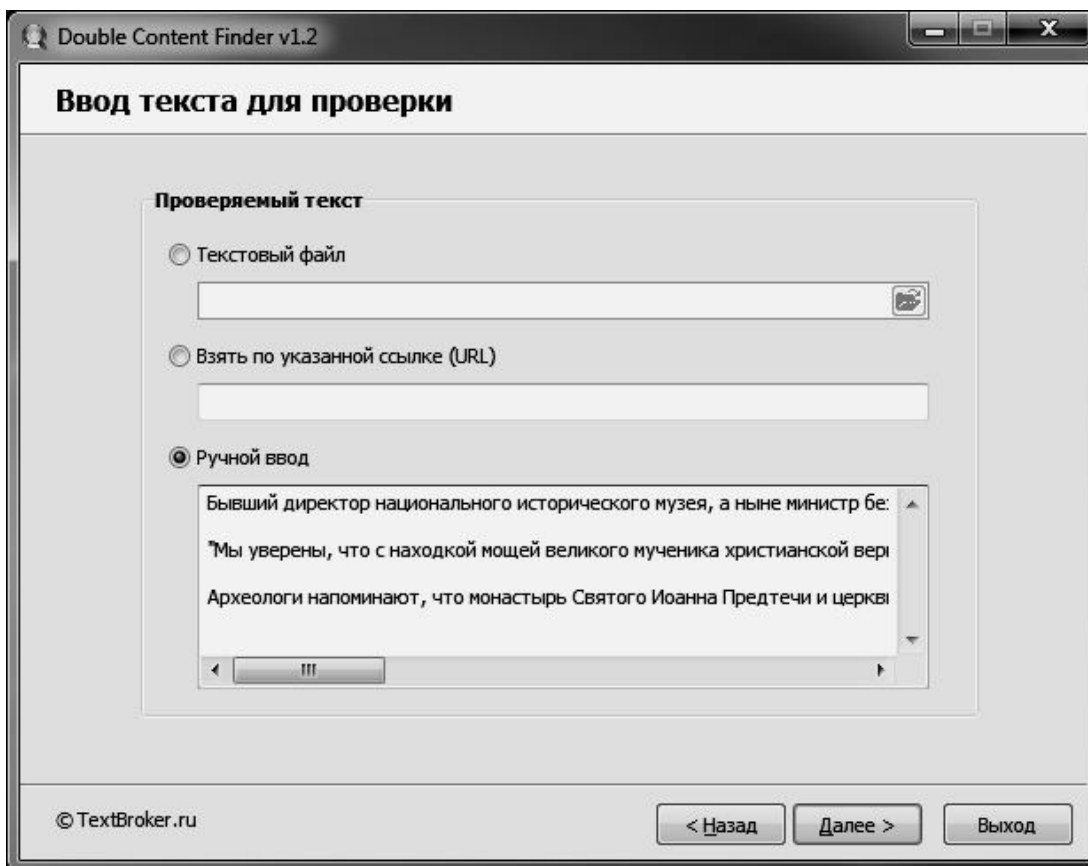 Double Content Finder v1.2
Ввод текста для проверки
Проверяемый текст
Текстовый файл
Взять по указанной ссылке (URL)
Ручной ввод
Бывший директор национального исторического музея, а ныне министр бе
"Мы уверены, что с находкой мощей великого мученика христианской вер
Археологи напоминают, что монастырь Святого Иоанна Предтечи и церкв
© TextBroker.ru
< Назад
Далее >
Выход